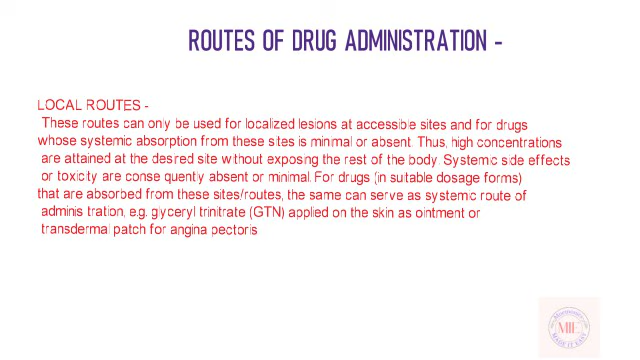 ROUTES OF DRUG ADMINISTRATION -
LOCAL ROUTES -
These routes can only be used for localized lesions at accessible sites and for drugs
whose systemic absorption from these sites is minimal or absent. Thus, high concentrations
are attained at the desired site without exposing the rest of the body. Systemic side effects
or toxicity are conse quently absent or minimal. For drugs (in suitable dosage forms)
that are absorbed from these sites/routes, the same can serve as systemic route of
adminis tration, e.g. glyceryl trinitrate (GTN) applied on the skin as ointment or
transdermal patch for angina pectoris
MIE
MADE IT EASY